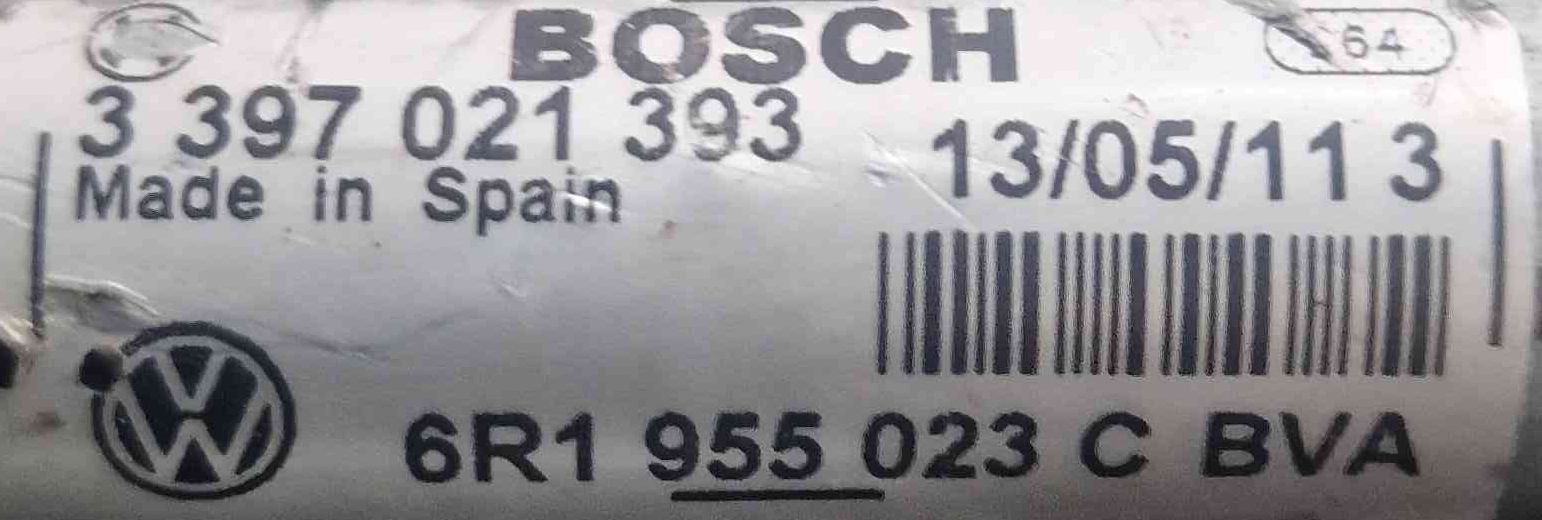 BOSCH
64
3 397 021 393
13/05/11 3
Made in Spain
6R1 955 023 C BVA